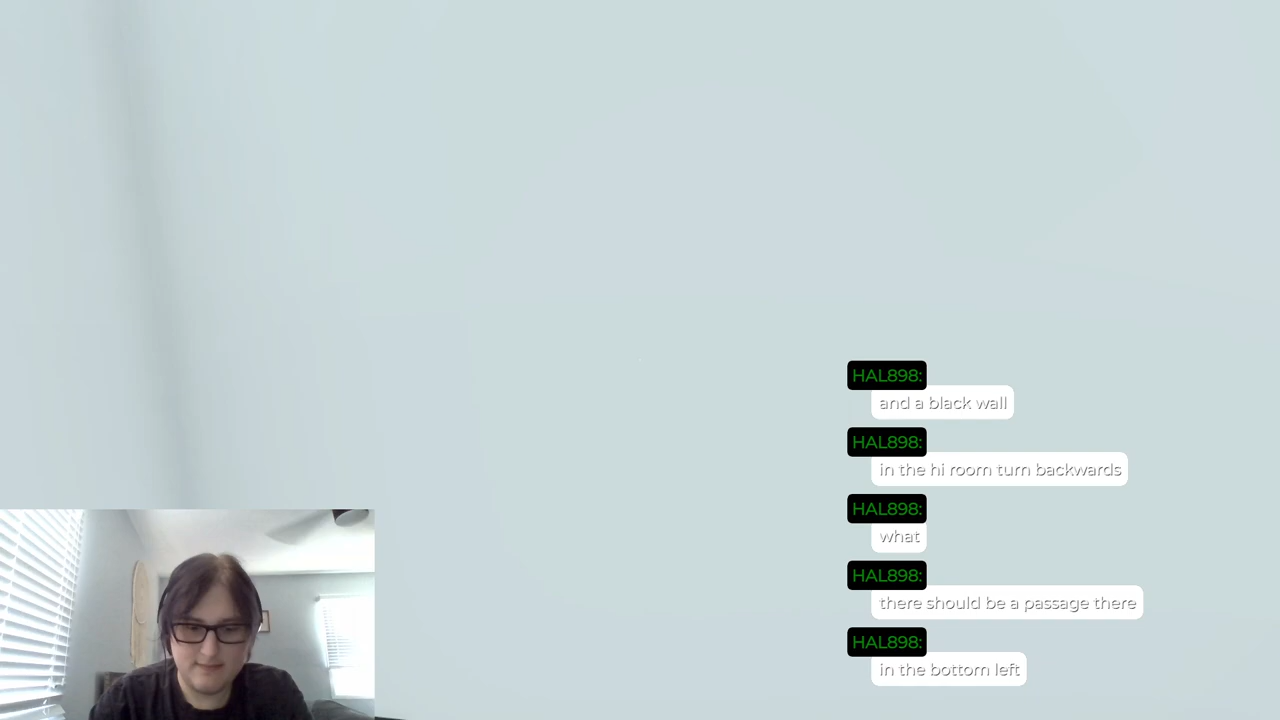 HAL898:
and a black wall
HAL898:
in the hi room turn backwards
HAL898:
what
HAL898:
there should be a passage there
HAL898:
in the bottom left